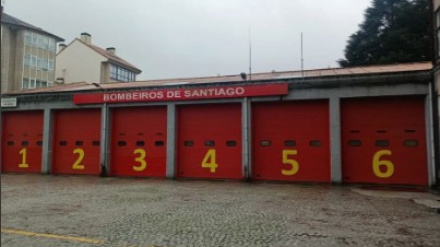 BOMBEIROS DE SANTIAGO
1 2 3 4 5 6